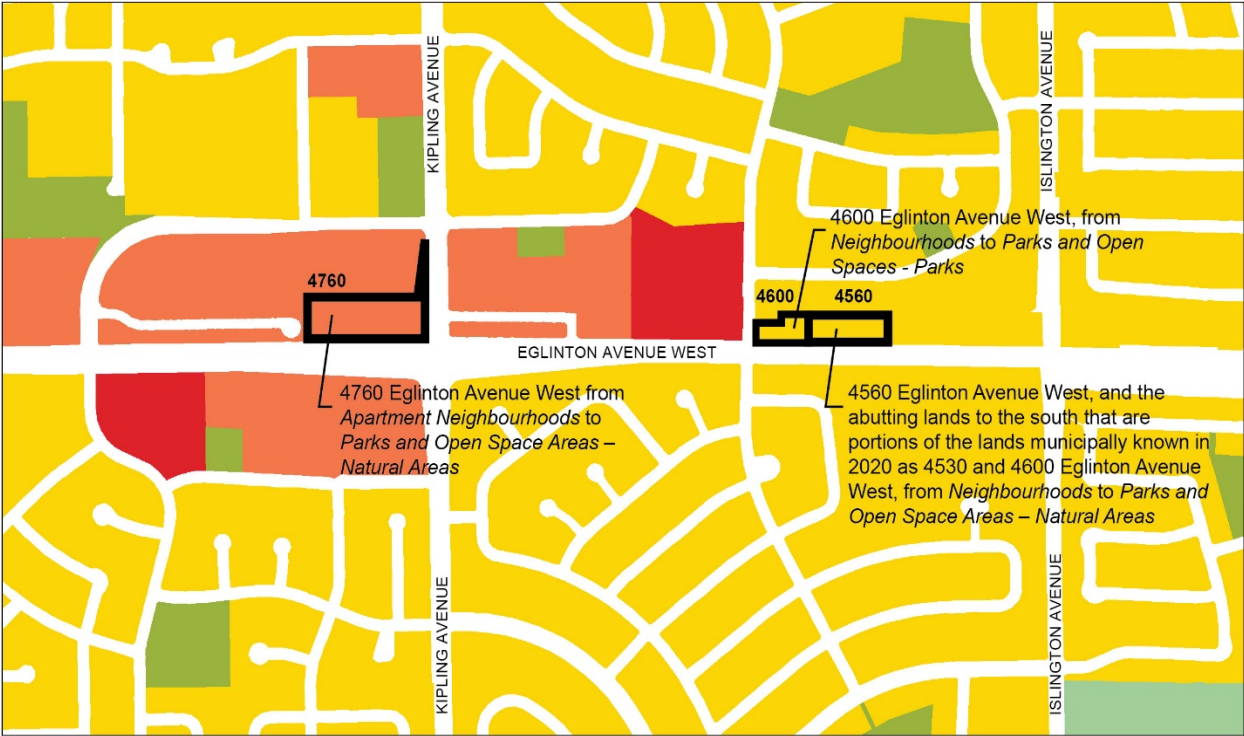 KIPLING AVENUE
ISLINGTON AVENUE
4600 Eglinton Avenue West, from
Neighbourhoods to Parks and Open
Spaces - Parks
4760
4600
4560
EGLINTON AVENUE WEST
4760 Eglinton Avenue West from
Apartment Neighbourhoods to
Parks and Open Space Areas –
Natural Areas
4560 Eglinton Avenue West, and the
abutting lands to the south that are
portions of the lands municipally known in
2020 as 4530 and 4600 Eglinton Avenue
West, from Neighbourhoods to Parks and
Open Space Areas – Natural Areas
KIPLING AVENUE
ISLINGTON AVENUE